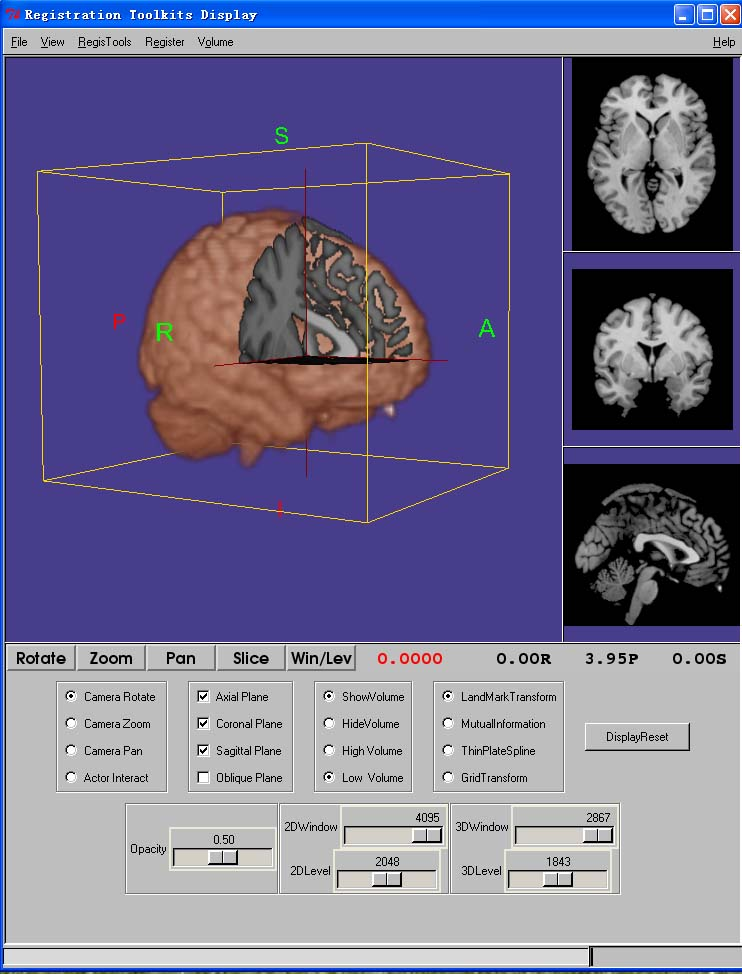 Registration Toolkits Display
File View RegisTools Register Volume Help
S
P
R
A
I
Rotate Zoom Pan Slice Win/Lev 0.0000 0.00R 3.95P 0.00S
Camera Rotate Axial Plane ShowVolume LandMarkTransform
Camera Zoom Coronal Plane HideVolume MutualInformation
DisplayReset
Camera Pan Sagittal Plane High Volume ThinPlateSpline
Actor Interact Oblique Plane Low Volume GridTransform
4095 2867
2DWindow 3DWindow
0.50
Opacity
2048 1843
2DLevel 3DLevel